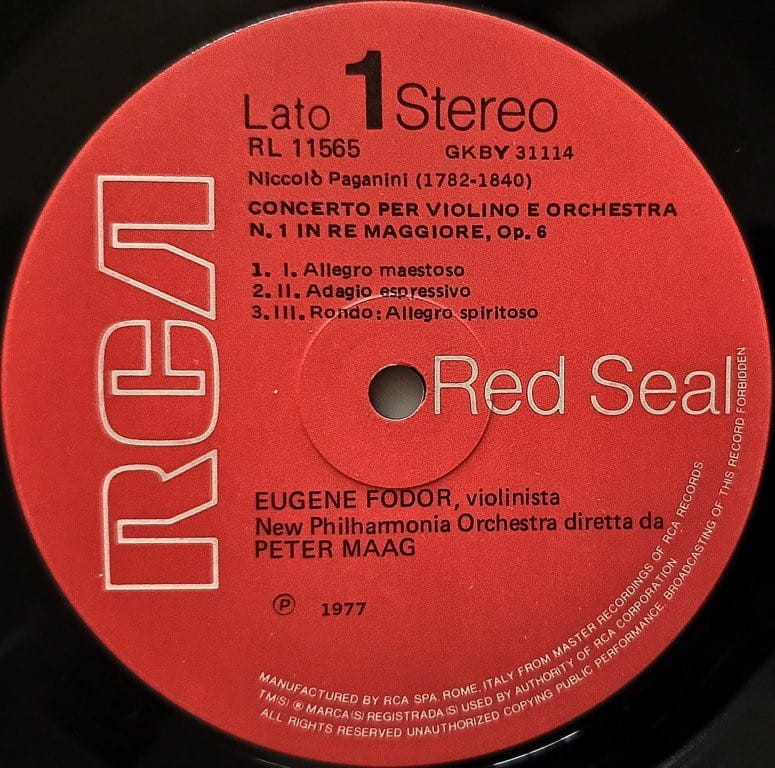 Lato 1 Stereo
RL 11565 GKBY 31114
Niccolò Paganini (1782-1840)
CONCERTO PER VIOLINO E ORCHESTRA
N. 1 IN RE MAGGIORE, Op. 6
1. I. Allegro maestoso
2. II. Adagio espressivo
3. III. Rondo: Allegro spiritoso
RCA
Red Seal
EUGENE FODOR, violinista
New Philharmonia Orchestra diretta da
PETER MAAG
℗ 1977
MANUFACTURED BY RCA SPA, ROME, ITALY FROM MASTER RECORDINGS OF RCA RECORDS
TM(S) ® MARCA(S) REGISTRADA(S) USED BY AUTHORITY OF RCA CORPORATION
ALL RIGHTS RESERVED UNAUTHORIZED COPYING PUBLIC PERFORMANCE, BROADCASTING OF THIS RECORD FORBIDDEN